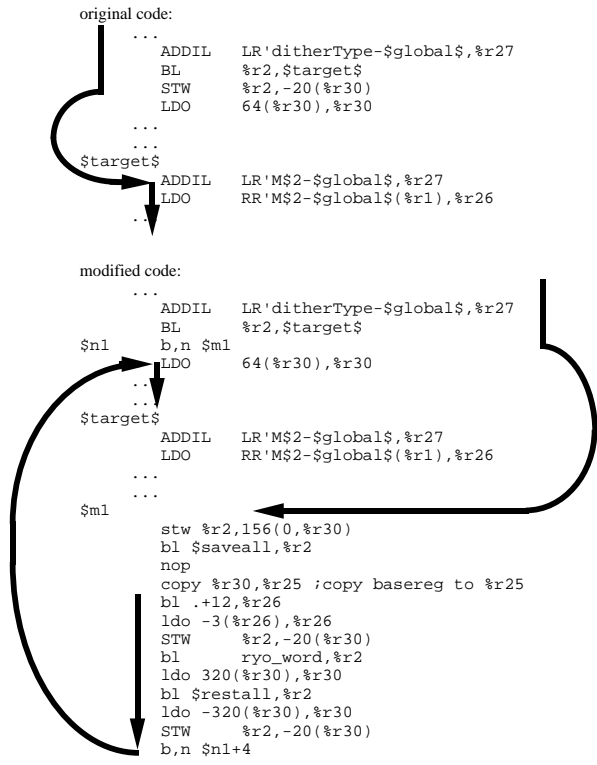 original code:
...
ADDIL LR'ditherType-$global$,%r27
BL %r2,$target$
STW %r2,-20(%r30)
LDO 64(%r30),%r30
...
...
$target$
ADDIL LR'M$2-$global$,%r27
LDO RR'M$2-$global$(%r1),%r26
...
modified code:
...
ADDIL LR'ditherType-$global$,%r27
BL %r2,$target$
$n1 b,n $m1
LDO 64(%r30),%r30
...
...
$target$
ADDIL LR'M$2-$global$,%r27
LDO RR'M$2-$global$(%r1),%r26
...
...
$m1
stw %r2,156(0,%r30)
bl $saveall,%r2
nop
copy %r30,%r25 ;copy basereg to %r25
bl .+12,%r26
ldo -3(%r26),%r26
STW %r2,-20(%r30)
bl ryo_word,%r2
ldo 320(%r30),%r30
bl $restall,%r2
ldo -320(%r30),%r30
STW %r2,-20(%r30)
b,n $n1+4